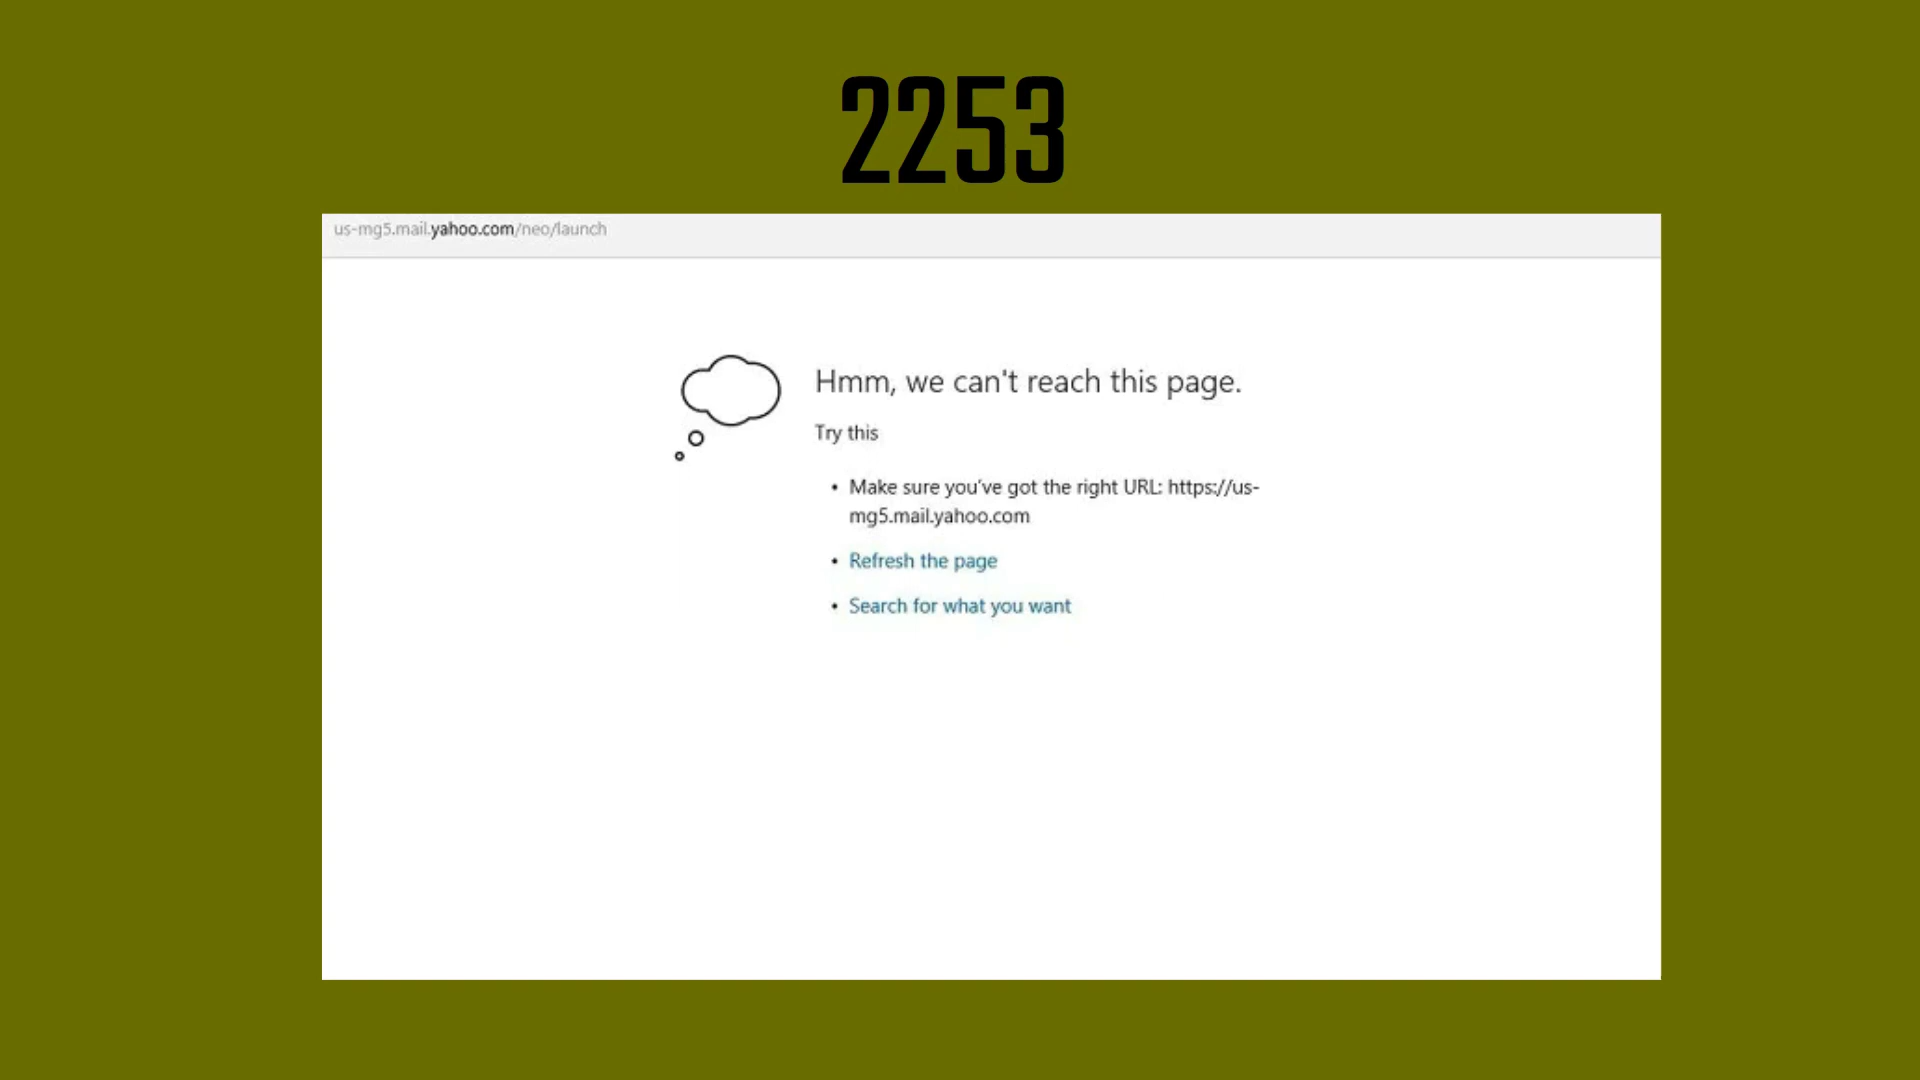 2253
us-mg5.mail.yahoo.com/neo/launch
Hmm, we can't reach this page.
Try this
• Make sure you've got the right URL: https://us-
mg5.mail.yahoo.com
• Refresh the page
• Search for what you want